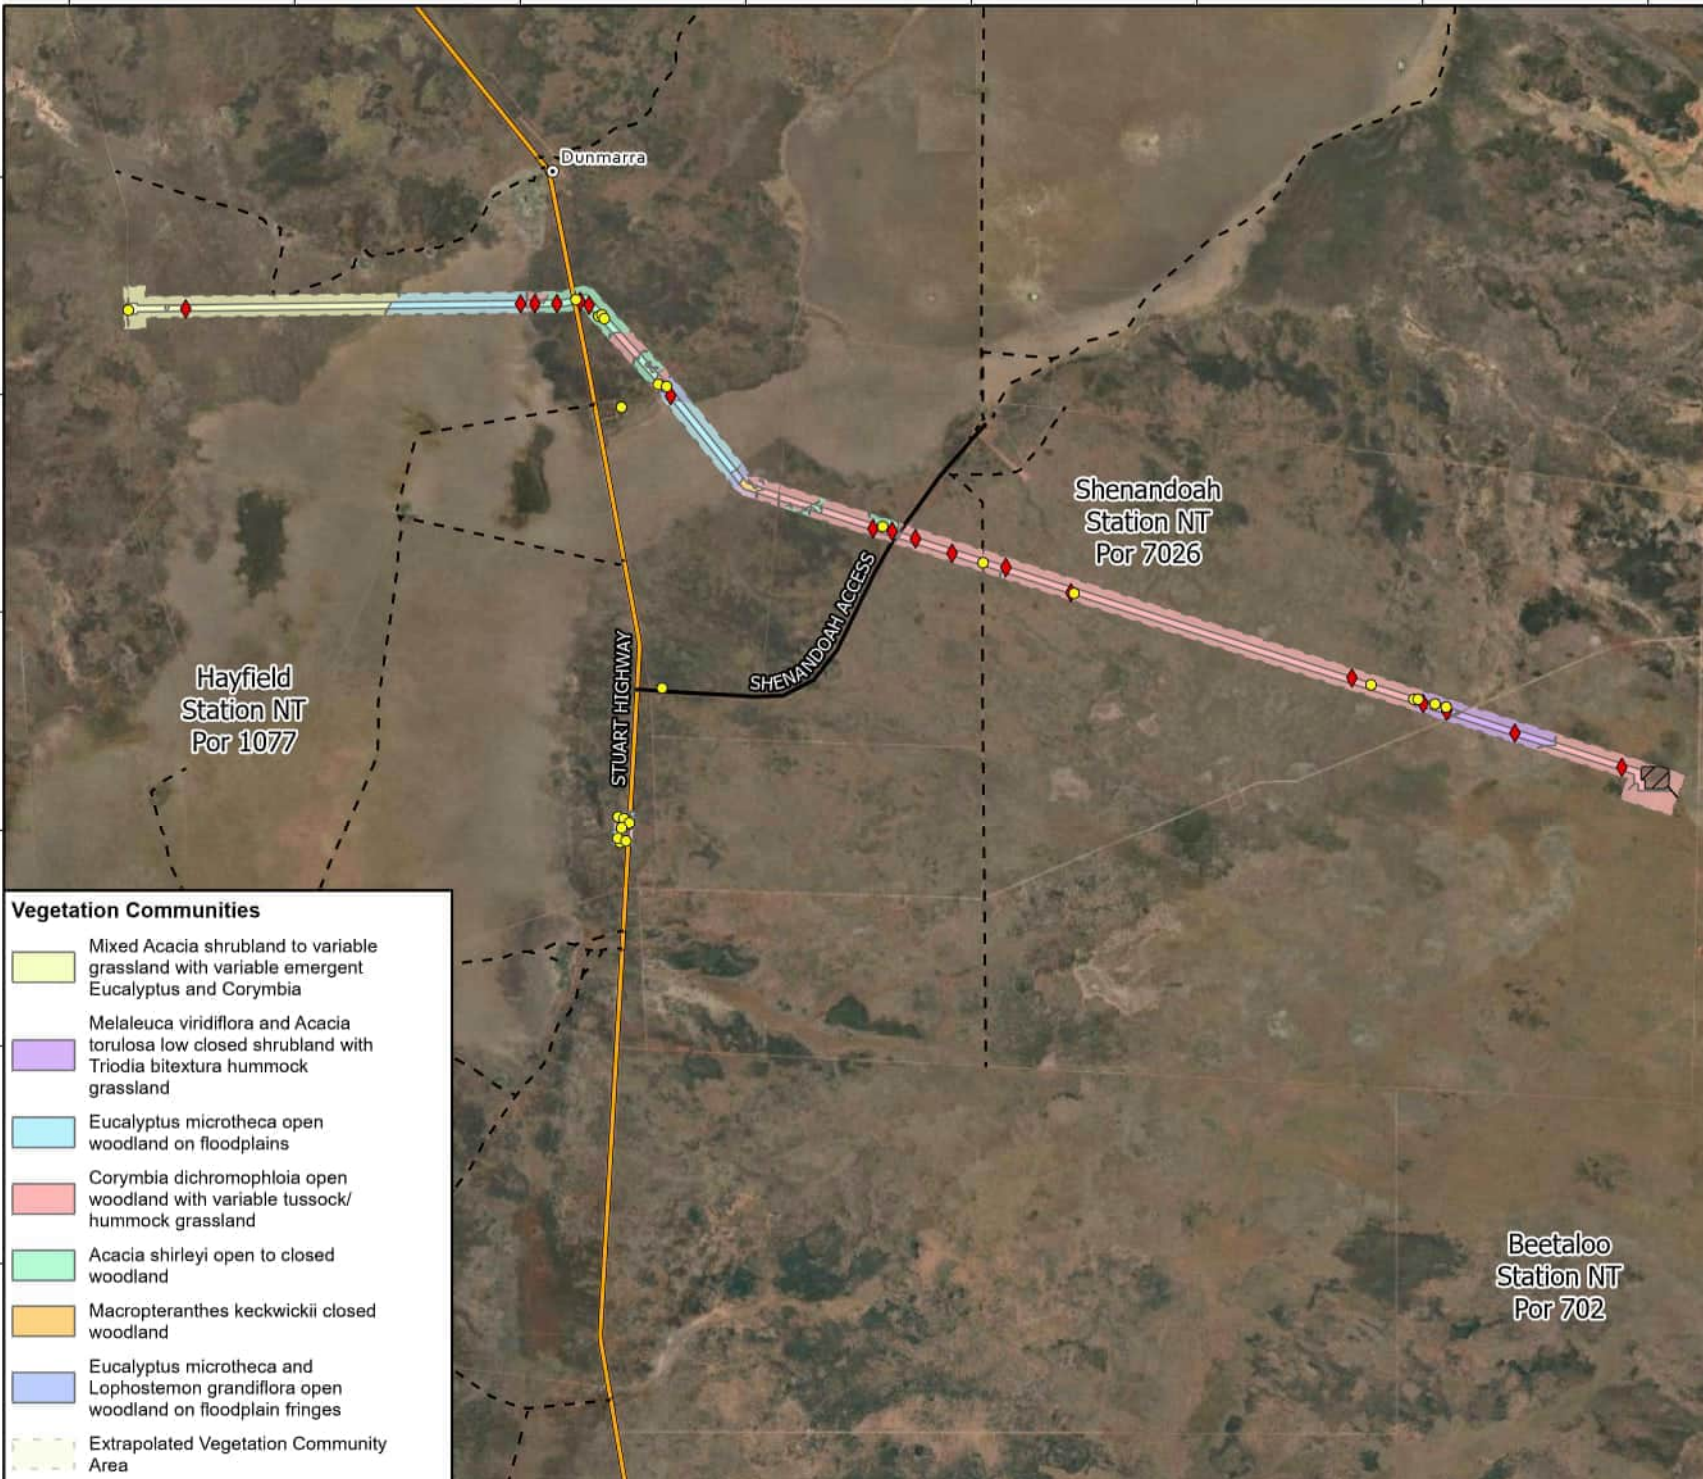 Dunmarra
Shenandoah
Station NT
Por 7026
SHENANDOAH ACCESS
STUART HIGHWAY
Hayfield
Station NT
Por 1077
Beetaloo
Station NT
Por 702
Vegetation Communities
Mixed Acacia shrubland to variable
grassland with variable emergent
Eucalyptus and Corymbia
Melaleuca viridiflora and Acacia
torulosa low closed shrubland with
Triodia bitextura hummock
grassland
Eucalyptus microtheca open
woodland on floodplains
Corymbia dichromophloia open
woodland with variable tussock/
hummock grassland
Acacia shirleyi open to closed
woodland
Macropteranthes keckwickii closed
woodland
Eucalyptus microtheca and
Lophostemon grandiflora open
woodland on floodplain fringes
Extrapolated Vegetation Community
Area